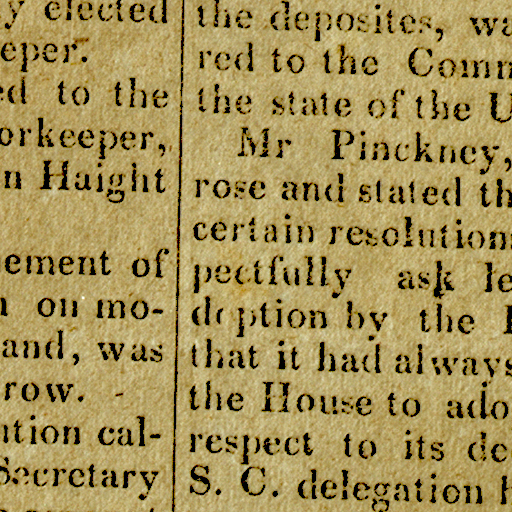 y elected
eper.
ed to the
orkeeper,
n Haight
ement of
on mo-
and, was
row.
ntion cal-
Secretary
the deposites, wa
red to the Comm
the state of the U
Mr Pinckney,
rose and stated th
certain resolution
pectfully ask le
deption by the
that it had always
the House to ado
respect to its de
S. C. delegation h